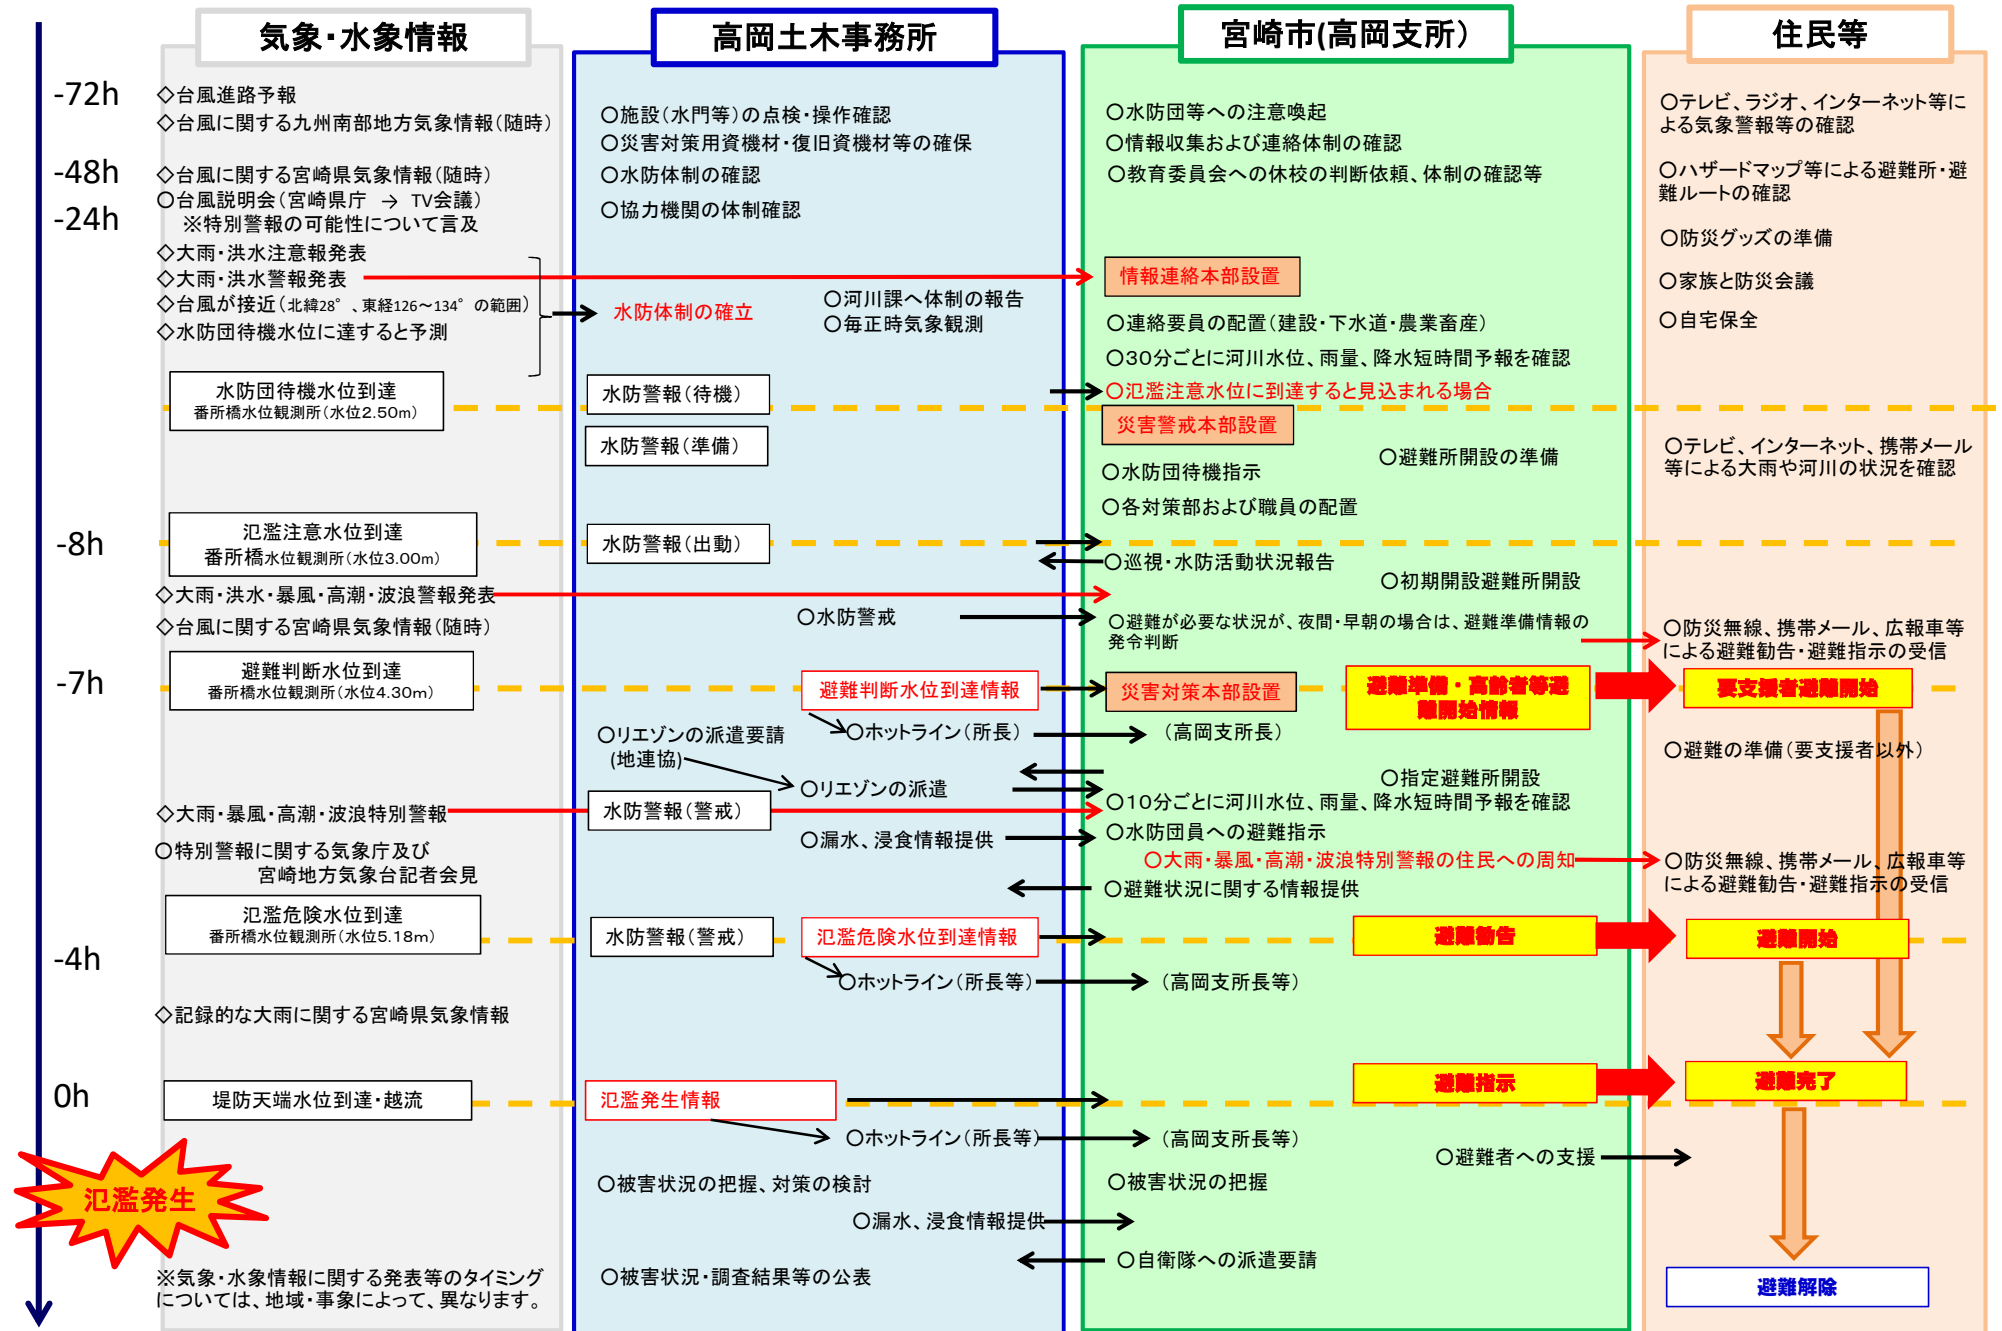 気象・水象情報
高岡土木事務所
宮崎市(高岡支所)
住民等
-72h
-48h
-24h
-8h
-7h
-4h
0h
氾濫発生
◇台風進路予報
◇台風に関する九州南部地方気象情報(随時)
◇台風に関する宮崎県気象情報(随時)
○台風説明会(宮崎県庁 → TV会議)
※特別警報の可能性について言及
◇大雨・洪水注意報発表
◇大雨・洪水警報発表
◇台風が接近(北緯28°、東経126~134°の範囲)
◇水防団待機水位に達すると予測
水防団待機水位到達
番所橋水位観測所(水位2.50m)
氾濫注意水位到達
番所橋水位観測所(水位3.00m)
◇大雨・洪水・暴風・高潮・波浪警報発表
◇台風に関する宮崎県気象情報(随時)
避難判断水位到達
番所橋水位観測所(水位4.30m)
◇大雨・暴風・高潮・波浪特別警報
○特別警報に関する気象庁及び
宮崎地方気象台記者会見
氾濫危険水位到達
番所橋水位観測所(水位5.18m)
◇記録的な大雨に関する宮崎県気象情報
堤防天端水位到達・越流
※気象・水象情報に関する発表等のタイミング
については、地域・事象によって、異なります。
○施設(水門等)の点検・操作確認
○災害対策用資機材・復旧資機材等の確保
○水防体制の確認
○協力機関の体制確認
水防体制の確立
○河川課へ体制の報告
○毎正時気象観測
水防警報(待機)
水防警報(準備)
水防警報(出動)
○水防警戒
避難判断水位到達情報
○ホットライン(所長)
○リエゾンの派遣要請
(地連協)
○リエゾンの派遣
水防警報(警戒)
○漏水、浸食情報提供
水防警報(警戒)
氾濫危険水位到達情報
○ホットライン(所長等)
氾濫発生情報
○ホットライン(所長等)
○被害状況の把握、対策の検討
○漏水、浸食情報提供
○被害状況・調査結果等の公表
○水防団等への注意喚起
○情報収集および連絡体制の確認
○教育委員会への休校の判断依頼、体制の確認等
情報連絡本部設置
○連絡要員の配置(建設・下水道・農業畜産)
○30分ごとに河川水位、雨量、降水短時間予報を確認
○氾濫注意水位に到達すると見込まれる場合
災害警戒本部設置
○避難所開設の準備
○水防団待機指示
○各対策部および職員の配置
○巡視・水防活動状況報告
○初期開設避難所開設
○避難が必要な状況が、夜間・早朝の場合は、避難準備情報の
発令判断
災害対策本部設置
避難準備・高齢者等避
難開始情報
(高岡支所長)
○指定避難所開設
○10分ごとに河川水位、雨量、降水短時間予報を確認
○水防団員への避難指示
○大雨・暴風・高潮・波浪特別警報の住民への周知
○避難状況に関する情報提供
避難勧告
(高岡支所長等)
避難指示
(高岡支所長等)
○避難者への支援
○被害状況の把握
○自衛隊への派遣要請
○テレビ、ラジオ、インターネット等に
よる気象警報等の確認
○ハザードマップ等による避難所・避
難ルートの確認
○防災グッズの準備
○家族と防災会議
○自宅保全
○テレビ、インターネット、携帯メール
等による大雨や河川の状況を確認
○防災無線、携帯メール、広報車等
による避難勧告・避難指示の受信
要支援者避難開始
○避難の準備(要支援者以外)
○防災無線、携帯メール、広報車等
による避難勧告・避難指示の受信
避難開始
避難完了
避難解除